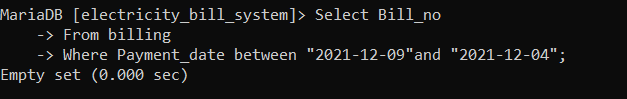 MariaDB [electricity_bill_system]> Select Bill_no
-> From billing
-> Where Payment_date between "2021-12-09"and "2021-12-04";
Empty set (0.000 sec)